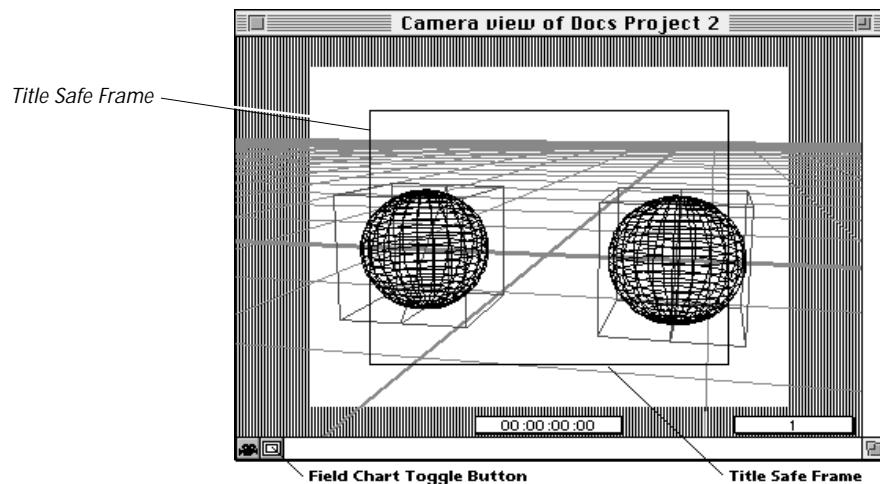 Camera view of Docs Project 2
Title Safe Frame
00:00:00:00
1
Field Chart Toggle Button
Title Safe Frame